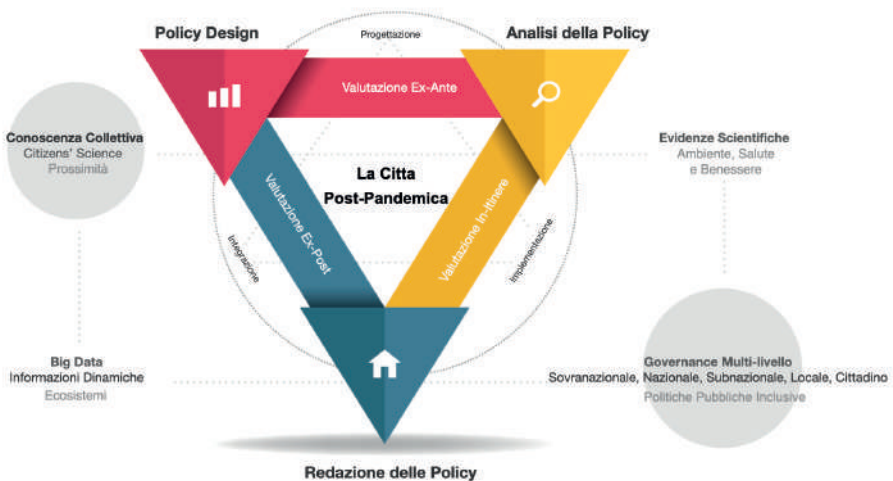 Policy Design
Progettazione
Analisi della Policy
Valutazione Ex-Ante
Conoscenza Collettiva
Citizens' Science
Prossimità
Evidenze Scientifiche
Ambiente, Salute
e Benessere
La Citta
Post-Pandemica
Valutazione Ex-Post
Valutazione In-Itinere
Integrazione
Implementazione
Big Data
Informazioni Dinamiche
Ecosistemi
Governance Multi-livello
Sovranazionale, Nazionale, Subnazionale, Locale, Cittadino
Politiche Pubbliche Inclusive
Redazione delle Policy